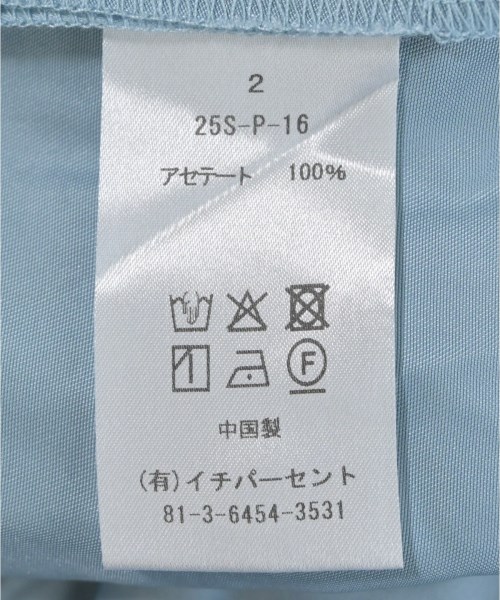 2
25S-P-16
アセテート 100%
F
中国製
(有)イチパーセント
81-3-6454-3531